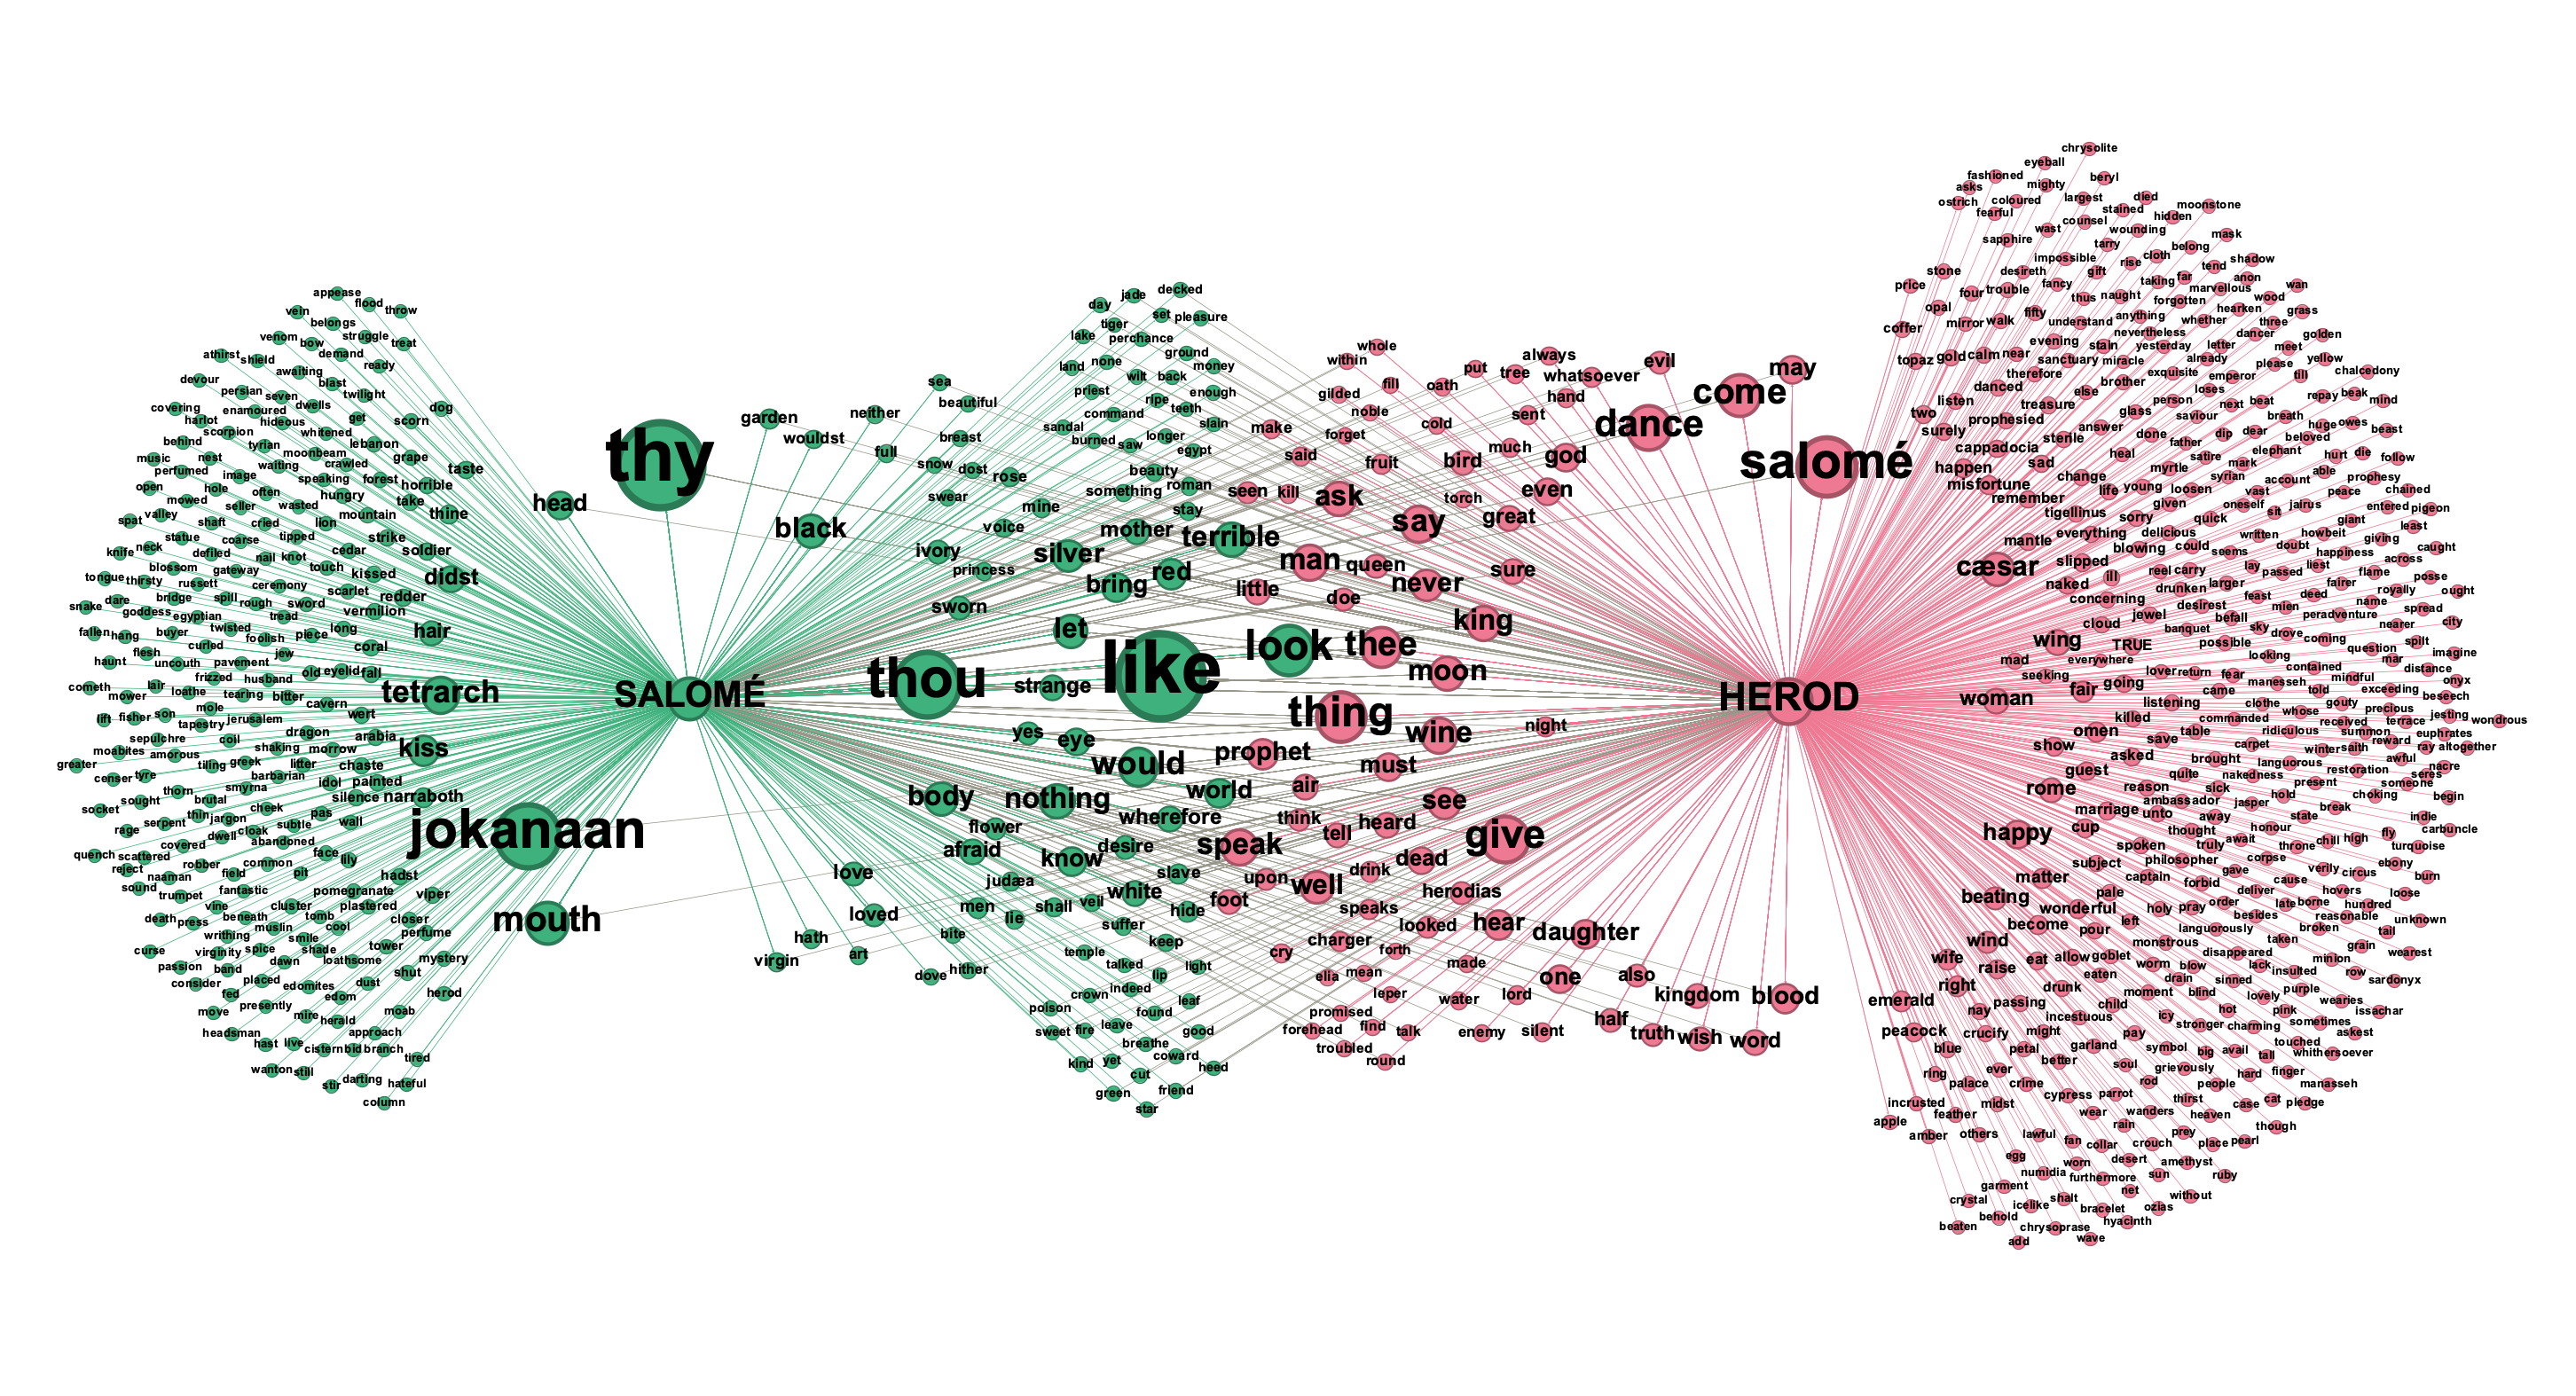 appease
flood
throw
vein
belongs
venom
bow
struggle
treat
demand
athirst
shield
ready
awaiting
devour
blast
persian
seven
twilight
covering
enamoured
dwells
get
dog
harlot
hideous
scorn
scorpion
whitened
behind
tyrian
lebanon
music
nest
moonbeam
grape
perfumed
waiting
crawled
taste
image
speaking
forest
horrible
open
hole
often
hungry
take
mowed
wasted
thine
valley
seller
mountain
spat
shaft
cried
lion
statue
tipped
strike
knife
neck
coarse
cedar
soldier
defiled
nail
knot
blossom
gateway
touch
kissed
didst
tongue
thirsty
russett
ceremony
scarlet
redder
snake
dare
bridge
spill
rough
sword
vermilion
goddess
egyptian
tread
fallen
hang
buyer
twisted
foolish
piece
long
hair
flesh
curled
jew
coral
haunt
uncouth
pavement
old
eyelid
fall
cometh
lair
frizzed
husband
tetrarch
mower
loathe
tearing
bitter
mole
cavern
lift
fisher
son
jerusalem
wert
tapestry
dragon
arabia
sepulchre
coil
moabites
amorous
shaking
morrow
kiss
greater
tiling
greek
litter
chaste
censer
tyre
barbarian
idol
painted
thorn
smyrna
silence
narraboth
socket
sought
brutal
cheek
thin
jargon
pas
rage
serpent
cloak
subtle
wall
jokanaan
covered
dwell
abandoned
quench
scattered
face
lily
reject
robber
common
naaman
field
pit
hadst
sound
trumpet
fantastic
pomegranate
viper
vine
cluster
plastered
death
press
beneath
tomb
closer
mouth
writhing
muslin
cool
perfume
curse
smile
tower
virginity
spice
shade
passion
band
dawn
loathsome
mystery
consider
placed
shut
fed
edomites
dust
move
presently
edom
herod
mire
herald
moab
headsman
approach
hast
live
cistern
bid
branch
tired
wanton
still
stir
darting
hateful
column
thy
head
SALOMÉ
garden
wouldst
black
neither
full
sea
beautiful
breast
snow
dost
rose
swear
mine
voice
ivory
princess
sworn
day
jade
decked
set
pleasure
tiger
lake
perchance
ground
land
none
money
wilt
back
priest
enough
ripe
command
teeth
sandal
slain
burned
saw
longer
egypt
beauty
roman
something
stay
mother
terrible
silver
red
bring
let
look
like
thou
strange
yes
eye
would
world
nothing
wherefore
body
flower
afraid
know
desire
love
judæa
slave
white
men
shall
veil
hide
loved
lie
suffer
hath
bite
keep
virgin
art
temple
dove
hither
talked
light
lip
crown
indeed
leaf
poison
found
sweet
fire
leave
good
breathe
kind
yet
coward
heed
cut
green
friend
star
whole
within
always
evil
may
put
tree
whatsoever
come
gilded
fill
oath
hand
noble
sent
dance
make
forget
cold
much
said
fruit
bird
god
salomé
seen
kill
ask
torch
even
say
great
man
queen
never
sure
little
doe
king
thee
moon
thing
wine
night
prophet
must
air
see
think
heard
tell
give
speak
dead
drink
upon
well
herodias
foot
speaks
looked
hear
daughter
charger
cry
forth
elia
mean
made
one
also
leper
water
lord
kingdom
blood
promised
forehead
find
talk
enemy
silent
half
truth
wish
word
troubled
round
HEROD
chrysolite
eyeball
fashioned
beryl
asks
mighty
ostrich
coloured
largest
died
moonstone
fearful
stained
hidden
counsel
wast
wounding
mask
sapphire
tarry
belong
impossible
cloth
shadow
stone
desireth
gift
rise
tend
price
taking
far
anon
four
trouble
fancy
marvellous
wan
opal
thus
naught
forgotten
wood
fifty
anything
hearken
grass
coffer
mirror
walk
understand
whether
three
nevertheless
dancer
golden
evening
stain
yesterday
letter
meet
topaz
gold
calm
near
sanctuary
miracle
already
please
yellow
therefore
exquisite
emperor
fill
chalcedony
danced
else
brother
loses
repay
beak
mind
listen
treasure
person
next
beat
two
glass
saviour
breath
huge
owes
beast
prophesied
answer
surely
done
dip
dear
beloved
sterile
father
cappadocia
heal
satire
elephant
hurt
die
follow
happen
sad
myrtle
mark
able
misfortune
change
syrian
account
prophesy
remember
life
young
loosen
vast
peace
chained
given
oneself
jairus
entered
pigeon
tigellinus
sorry
quick
sit
giant
least
everything
delicious
written
howbeit
mantle
could
giving
blowing
seems
doubt
happiness
caught
cæsar
slipped
across
ill
reel
carry
lay
passed
liest
flame
posse
naked
drunken
larger
fairer
royally
ought
concerning
desirest
feast
deed
name
jewel
mien
peradventure
spread
cloud
befall
nearer
city
wing
banquet
sky
drove
coming
TRUE
possible
question
spilt
mad
everywhere
looking
mar
imagine
seeking
lover
return
fear
contained
distance
woman
fair
going
manesseh
mindful
onyx
came
told
exceeding
beseech
listening
clothe
gouty
precious
killed
commanded
whose
received
terrace
jesting
wondrous
omen
ridiculous
summon
euphrates
show
save
table
reward
carpet
winter
saith
ray
altogether
asked
brought
languorous
awful
guest
quite
nakedness
restoration
nacre
seres
rome
reason
sick
present
someone
ambassador
hold
choking
begin
marriage
unto
jasper
break
away
state
indie
happy
cup
thought
honour
fly
carbuncle
spoken
truly
await
throne
chill
high
turquoise
subject
philosopher
corpse
ebony
captain
gave
verily
circus
matter
forbid
cause
burn
beating
pale
deliver
hovers
loose
wonderful
order
late
borne
hundred
holy
pray
besides
reasonable
unknown
become
left
languorously
broken
tail
pour
wind
monstrous
taken
grain
disappeared
wife
eat
allow
goblet
lack
insulted
minion
wearest
raise
worm
blow
row
sardonyx
right
eaten
drain
sinned
drunk
moment
purple
emerald
passing
child
blind
lovely
wearies
nay
hot
pink
issachar
incestuous
icy
sometimes
peacock
crucify
might
pay
stronger
charming
askest
garland
touched
blue
petal
symbol
big
avail
tall
whithersoever
better
ring
ever
soul
grievously
hard
finger
palace
crime
rod
people
manasseh
incrusted
midst
cypress
parrot
thirst
case
cat
pledge
apple
feather
wear
wanders
heaven
amber
others
rain
prey
though
lawful
fan
collar
crouch
place
pearl
egg
worn
desert
amethyst
numidia
furthermore
sun
ruby
garment
net
crystal
icelike
shalt
without
behold
bracelet
ozias
beaten
chrysoprase
hyacinth
add
wave